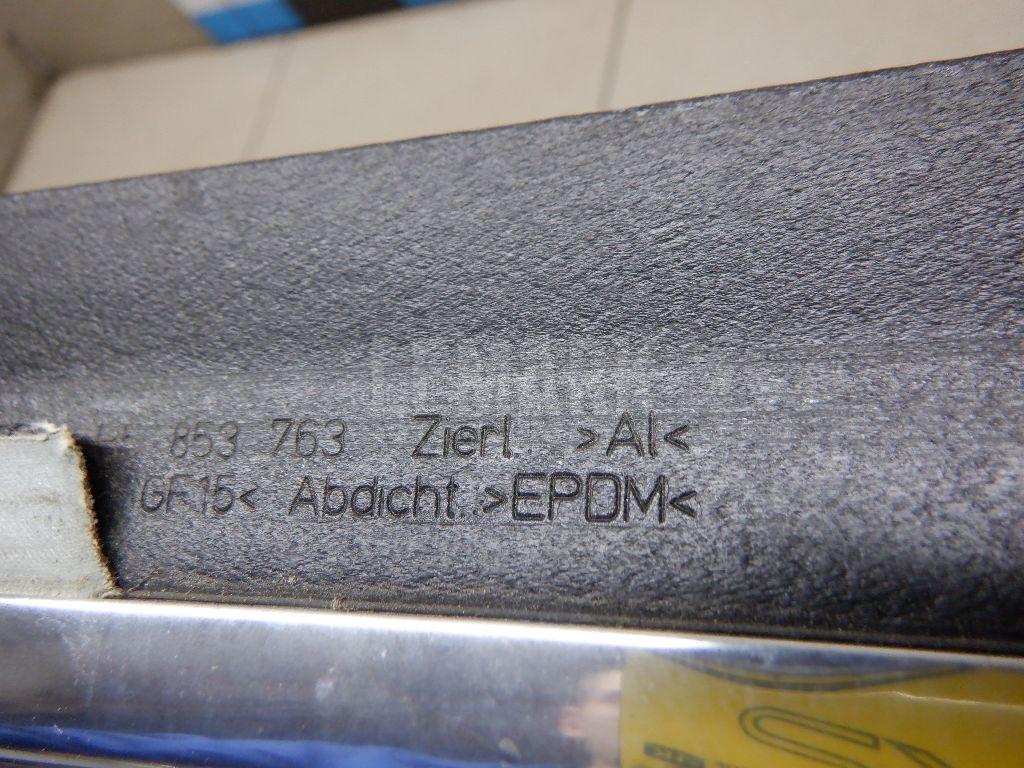 853 763 Zierl. >Al<
GF15< Abdicht. >EPDM<